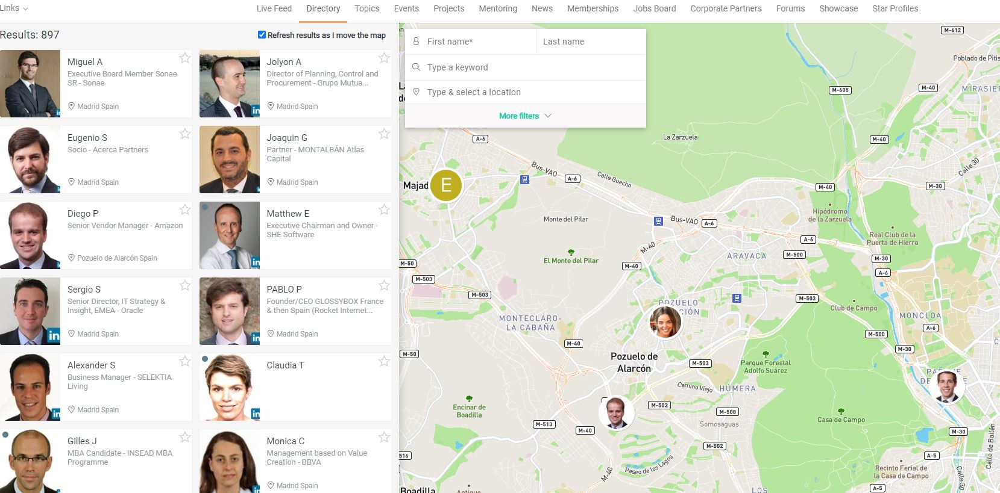 Links
Live Feed
Directory
Topics
Events
Projects
Mentoring
News
Memberships
Jobs Board
Corporate Partners
Forums
Showcase
Star Profiles
Results: 897
Refresh results as I move the map
Miguel A
Executive Board Member Sonae
SR - Sonae
Madrid Spain
Jolyon A
Director of Planning, Control and
Procurement - Grupo Mutua...
Madrid Spain
Eugenio S
Socio - Acerca Partners
Madrid Spain
Joaquin G
Partner - MONTALBÁN Atlas
Capital
Madrid Spain
Diego P
Senior Vendor Manager - Amazon
Pozuelo de Alarcón Spain
Matthew E
Executive Chairman and Owner -
SHE Software
Sergio S
Senior Director, IT Strategy &
Insight, EMEA - Oracle
Madrid Spain
PABLO P
Founder/CEO GLOSSYBOX France
& then Spain (Rocket Internet...
Madrid Spain
Alexander S
Business Manager - SELEKTIA
Living
Madrid Spain
Claudia T
Gilles J
MBA Candidate - INSEAD MBA
Programme
Monica C
Management based on Value
Creation - BBVA
Madrid Spain
in
in
in
in
in
in
in
in
First name*
Last name
Type a keyword
Type & select a location
More filters
M-612
Poblado de Pitis
M-605
M-40
MIRASIER
A-6
La Zarzuela
M-40
Calle 30
Bus-VAO
A-6
Calle Guecho
Majad
E
M-40
M-30
Monte del Pilar
Bus-VAO
A-6
Hipódromo
de la Zarzuela
Real Club de la
Puerta de Hierro
A-6
M-40
El Monte del Pilar
M-40
ARAVACA
M-500
M-30
M-50
A-6
M-503
M-503
M-503
POZUELO
CIÓN
Club de Campo
MONTECLARO-
LA CABAÑA
MONCLOA
A-6
M-500
M-40
M-30
M-50
Pozuelo de
Alarcón
M-503
Parque Forestal
Adolfo Suárez
Camino Viejo
HÚMERA
Encinar de
Boadilla
M-502
M-508
Somosaguas
Casa de Campo
M-513
M-40
M-30
M-502
516
A-5
Calle de Bailén
Paseo de los Lagos
M-40
Recinto Ferial de
la Casa de Campo
Calle 30
Boadilla
Antigue
LOS
A-5